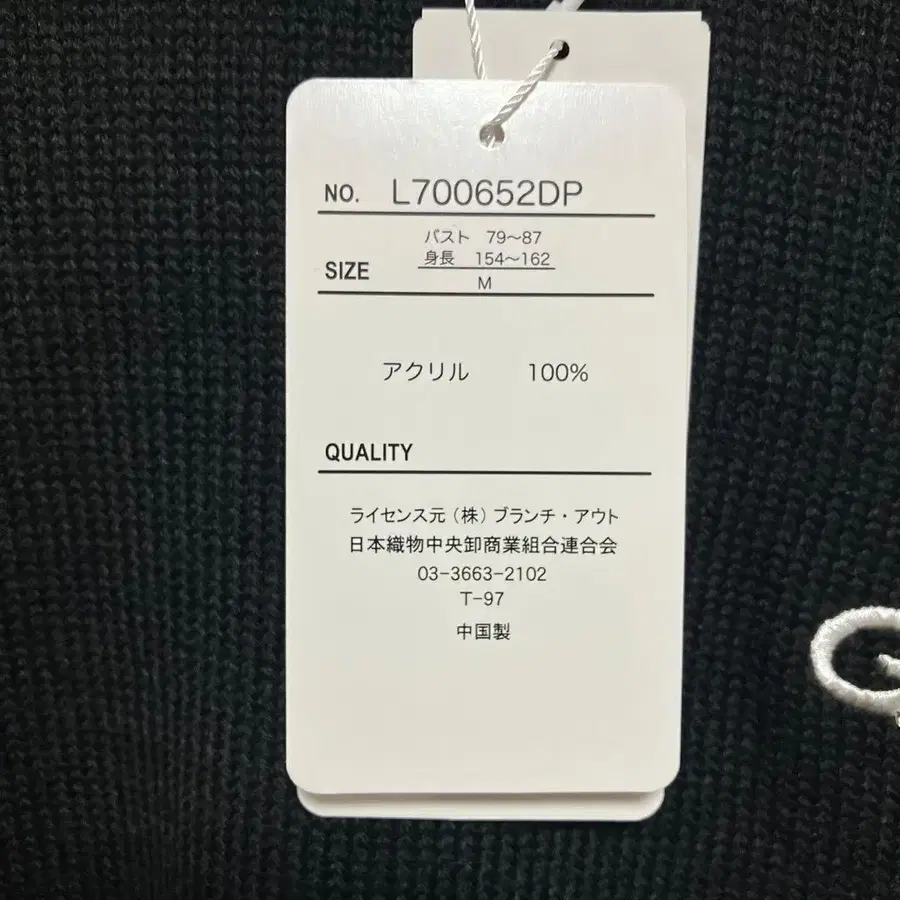 NO. L700652DP
バスト 79〜87
身長 154〜162
SIZE
M
アクリル 100%
QUALITY
ライセンス元(株)ブランチ・アウト
日本織物中央卸商業組合連合会
03-3663-2102
T-97
中国製